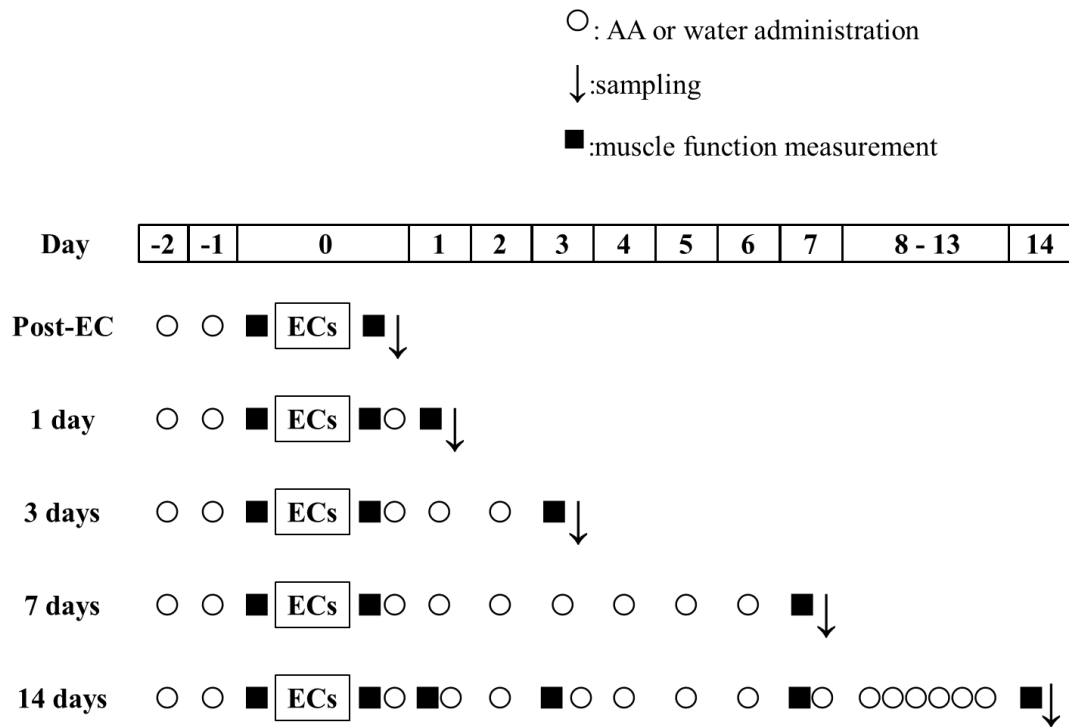 : AA or water administration
:sampling
:muscle function measurement
Day -2 -1 0 1 2 3 4 5 6 7 8 - 13 14
Post-EC ECs
1 day ECs
3 days ECs
7 days ECs
14 days ECs